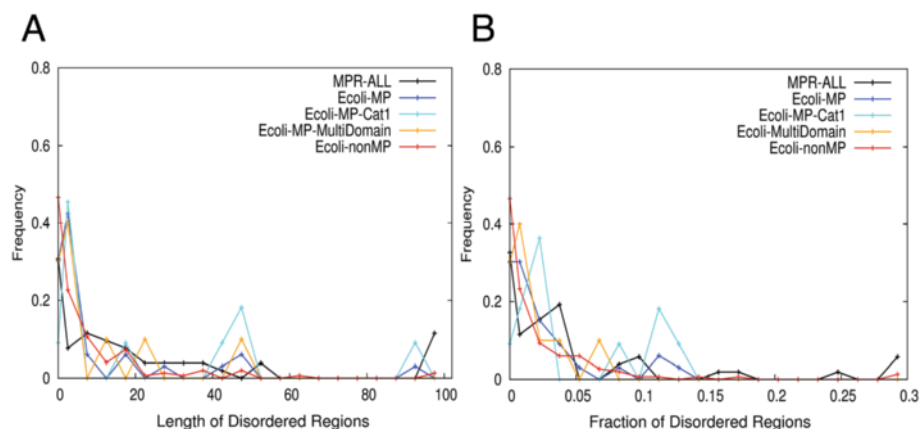 A
0.8
0.6
0.4
0.2
0
Frequency
MPR-ALL
Ecoli-MP
Ecoli-MP-Cat1
Ecoli-MP-MultiDomain
Ecoli-nonMP
0 20 40 60 80 100
Length of Disordered Regions
B
0.8
0.6
0.4
0.2
0
Frequency
MPR-ALL
Ecoli-MP
Ecoli-MP-Cat1
Ecoli-MultiDomain
Ecoli-nonMP
0 0.05 0.1 0.15 0.2 0.25 0.3
Fraction of Disordered Regions